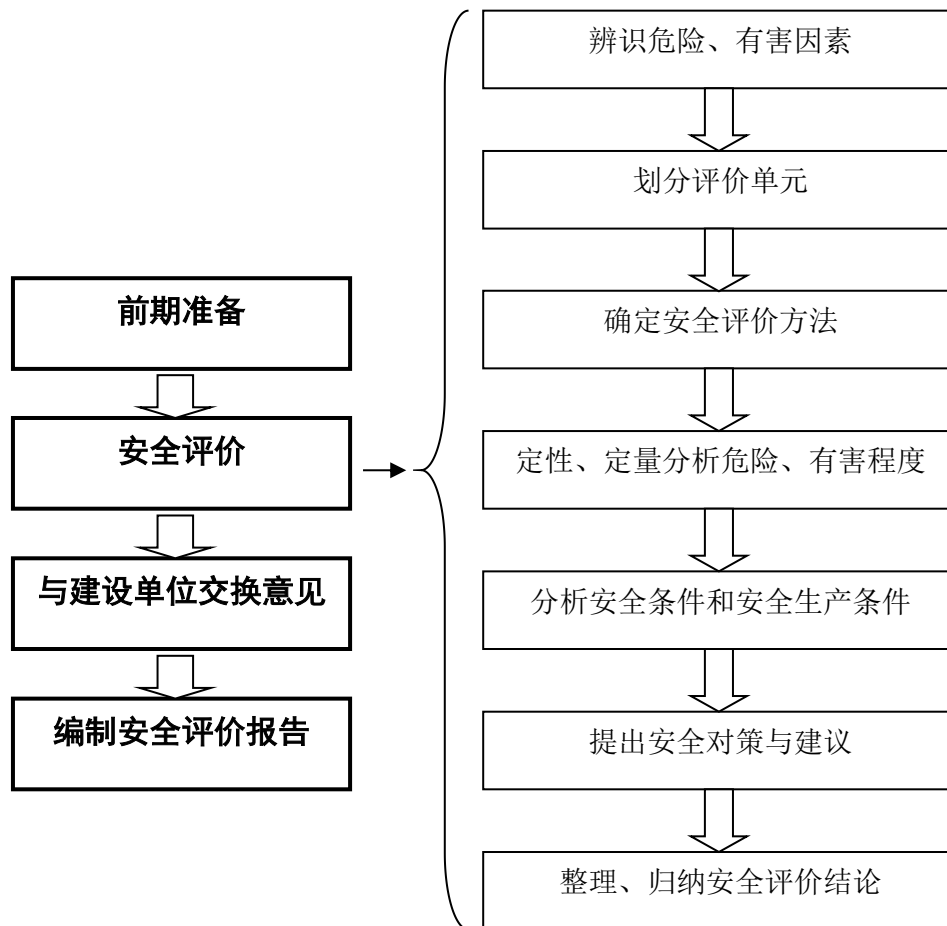 前期准备
安全评价
与建设单位交换意见
编制安全评价报告
辨识危险、有害因素
划分评价单元
确定安全评价方法
定性、定量分析危险、有害程度
分析安全条件和安全生产条件
提出安全对策与建议
整理、归纳安全评价结论